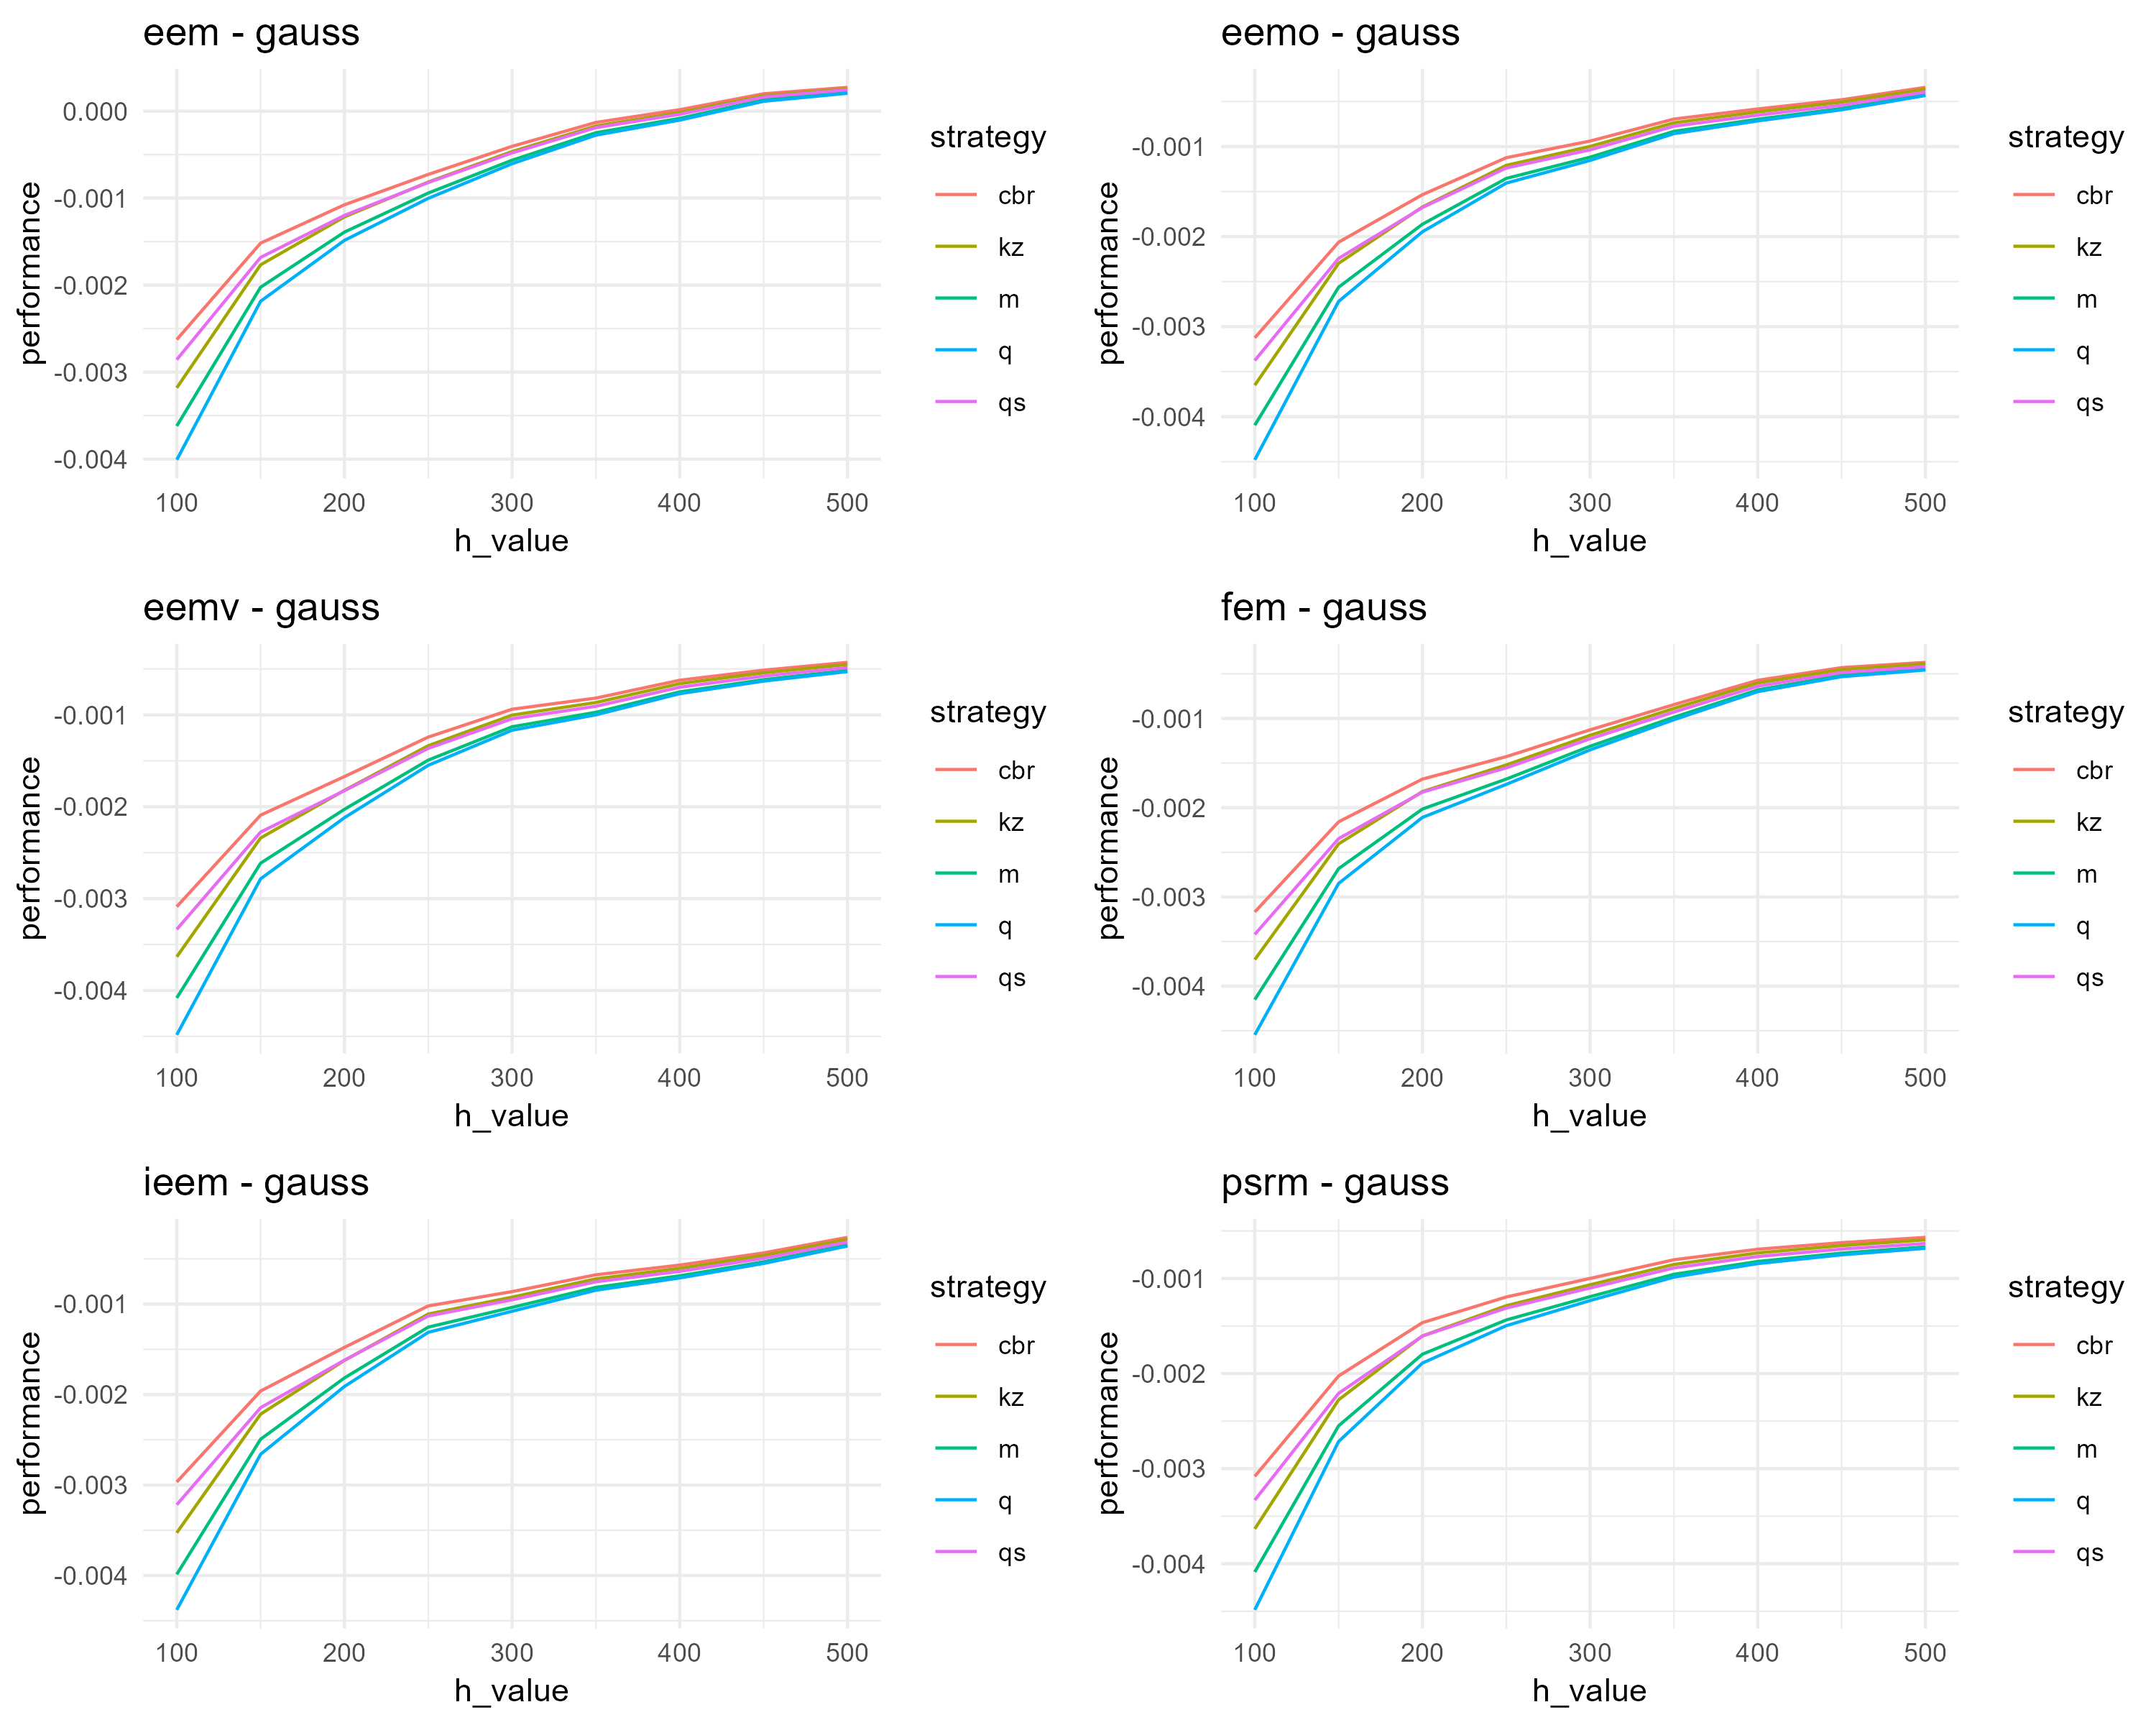 eem - gauss
performance
0.000
-0.001
-0.002
-0.003
-0.004
100 200 300 400 500
h_value
strategy
cbr
kz
m
q
qs
eemo - gauss
performance
-0.001
-0.002
-0.003
-0.004
100 200 300 400 500
h_value
strategy
cbr
kz
m
q
qs
eemv - gauss
performance
-0.001
-0.002
-0.003
-0.004
100 200 300 400 500
h_value
strategy
cbr
kz
m
q
qs
fem - gauss
performance
-0.001
-0.002
-0.003
-0.004
100 200 300 400 500
h_value
strategy
cbr
kz
m
q
qs
ieem - gauss
performance
-0.001
-0.002
-0.003
-0.004
100 200 300 400 500
h_value
strategy
cbr
kz
m
q
qs
psrm - gauss
performance
-0.001
-0.002
-0.003
-0.004
100 200 300 400 500
h_value
strategy
cbr
kz
m
q
qs